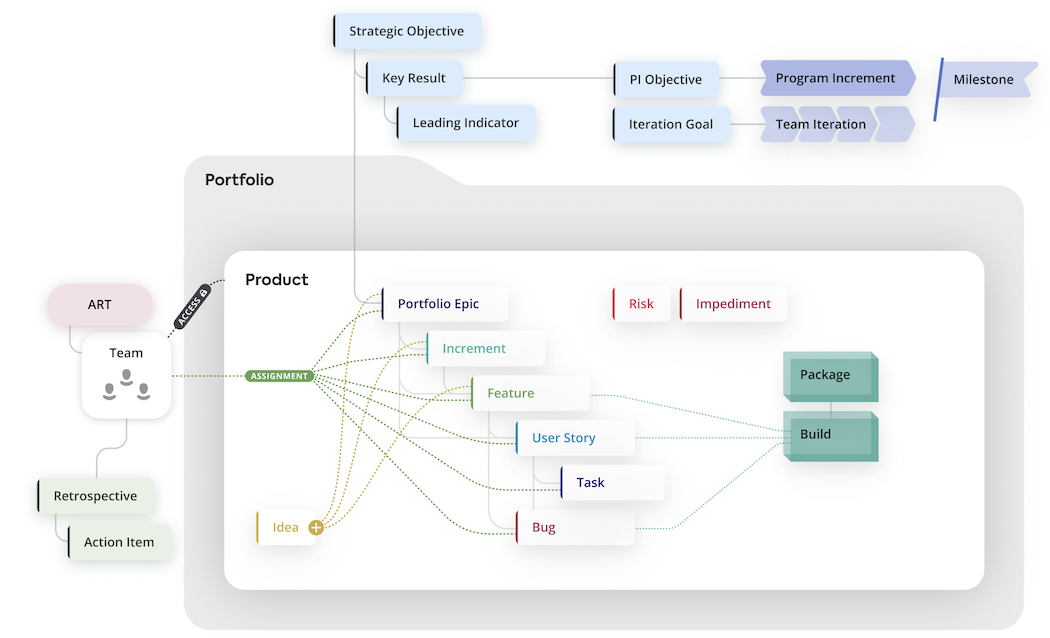 Strategic Objective
Key Result
PI Objective
Program Increment
Milestone
Leading Indicator
Iteration Goal
Team Iteration
Portfolio
Product
ACCESS
ART
Portfolio Epic
Risk
Impediment
Team
Increment
ASSIGNMENT
Package
Feature
Build
User Story
Task
Retrospective
Idea
Bug
Action Item